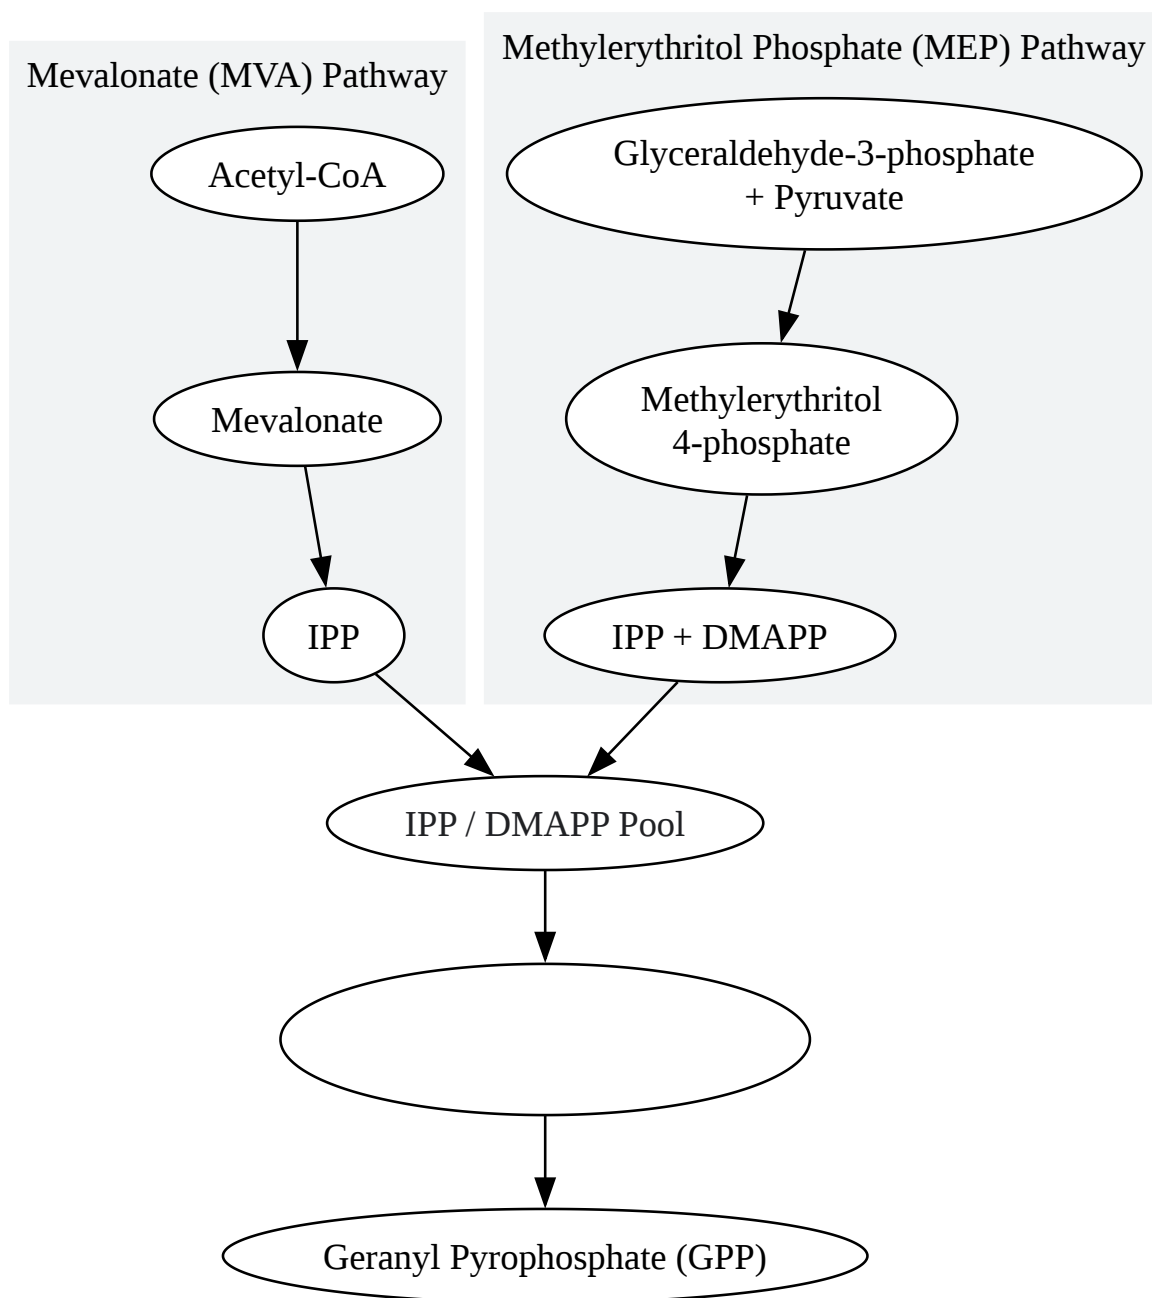 Mevalonate (MVA) Pathway
Methylerythritol Phosphate (MEP) Pathway
Acetyl-CoA
Glyceraldehyde-3-phosphate
+ Pyruvate
Mevalonate
Methylerythritol
4-phosphate
IPP
IPP + DMAPP
IPP / DMAPP Pool
Geranyl Pyrophosphate (GPP)